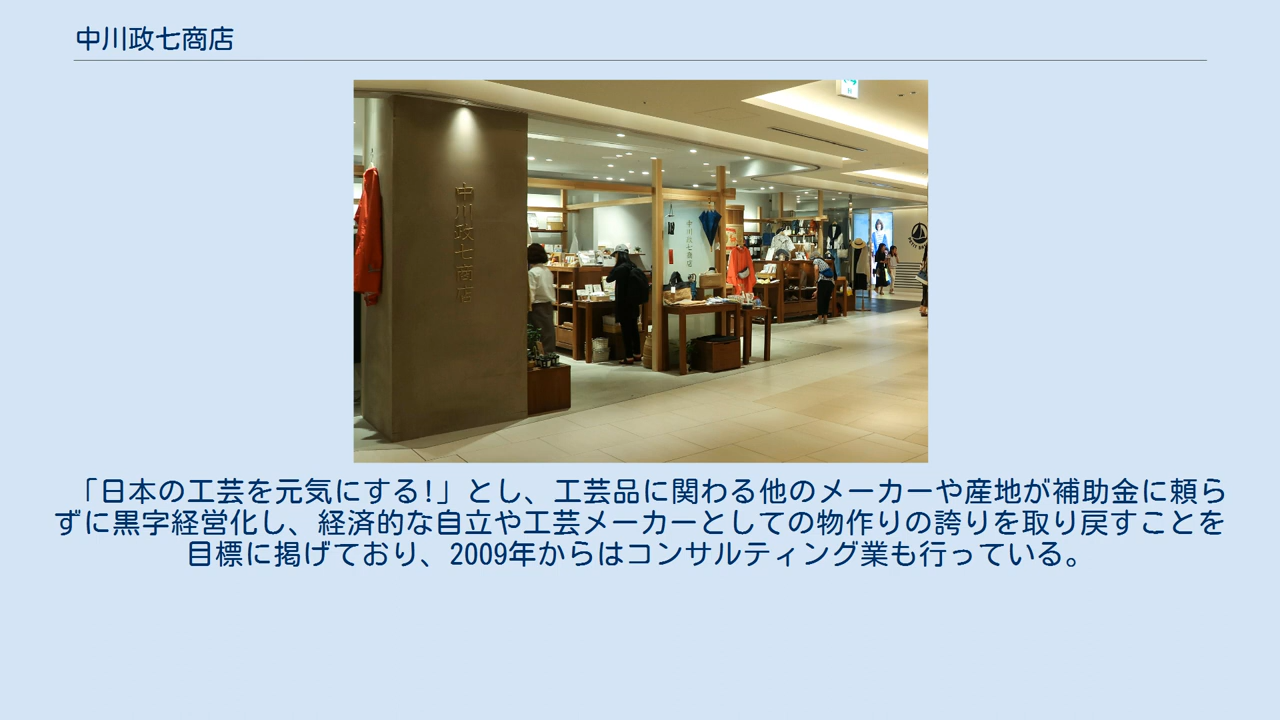 中川政七商店
中川政七商店
中川政七商店
「日本の工芸を元気にする!」とし、工芸品に関わる他のメーカーや産地が補助金に頼ら
ずに黒字経営化し、経済的な自立や工芸メーカーとしての物作りの誇りを取り戻すことを
目標に掲げており、2009年からはコンサルティング業も行っている。